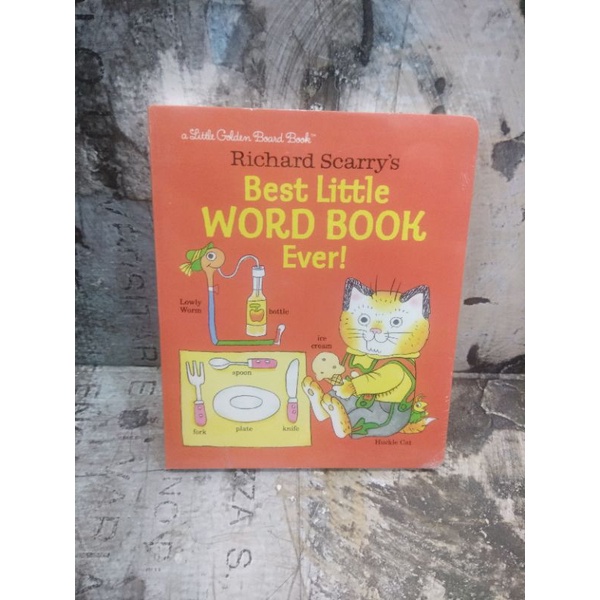 a Little Golden Board Book™
Richard Scarry's
Best Little
WORD BOOK
Ever!
Lowly
Worm
bottle
ice
cream
spoon
fork
plate
knife
Huckle Cat
ZZA S.